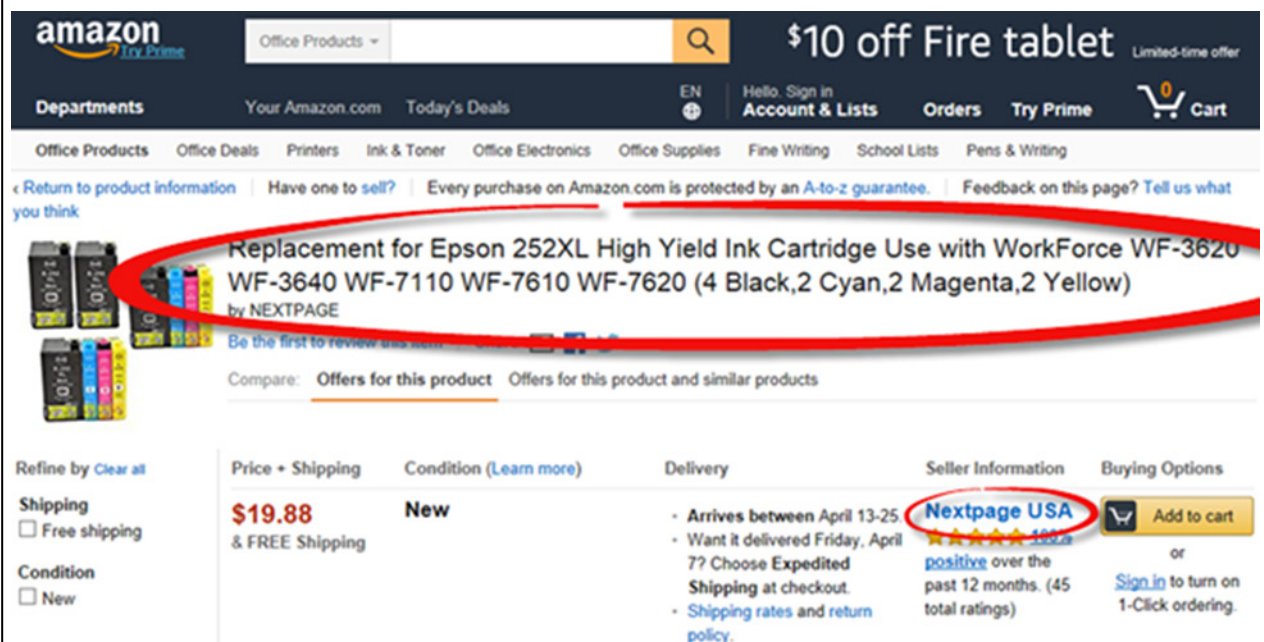 amazon
Try Prime
Office Products
$10 off Fire tablet Limited-time offer
Departments
Your Amazon.com Today's Deals
EN
Hello. Sign in
Account & Lists
Orders Try Prime
0
Cart
Office Products Office Deals Printers Ink & Toner Office Electronics Office Supplies Fine Writing School Lists Pens & Writing
‹ Return to product information Have one to sell? Every purchase on Amazon.com is protected by an A-to-z guarantee. Feedback on this page? Tell us what
you think
Replacement for Epson 252XL High Yield Ink Cartridge Use with WorkForce WF-3620
WF-3640 WF-7110 WF-7610 WF-7620 (4 Black,2 Cyan,2 Magenta,2 Yellow)
by NEXTPAGE
Be the first to review this item
Compare: Offers for this product Offers for this product and similar products
Refine by Clear all
Shipping
Free shipping
Condition
New
Price + Shipping
$19.88
& FREE Shipping
Condition (Learn more)
New
Delivery
• Arrives between April 13-25.
• Want it delivered Friday, April
7? Choose Expedited
Shipping at checkout.
• Shipping rates and return
policy.
Seller Information
Nextpage USA
100%
positive over the
past 12 months. (45
total ratings)
Buying Options
Add to cart
or
Sign in to turn on
1-Click ordering.